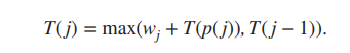 T(j) = max(w_j + T(p(j)), T(j − 1)).